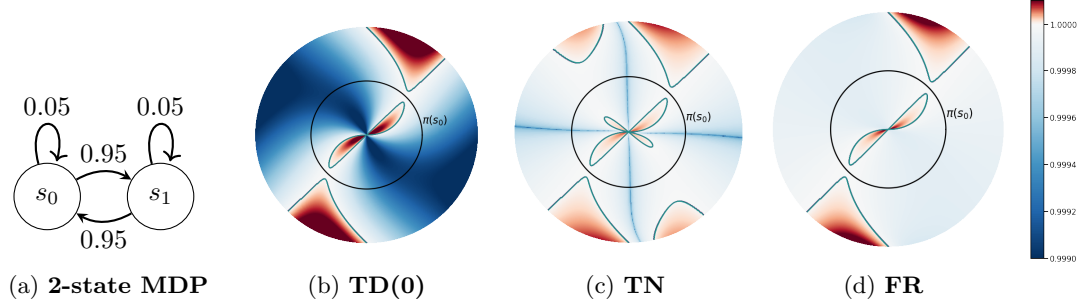 0.05 0.05
0.95
s₀ s₁
0.95
π(s₀)
π(s₀)
π(s₀)
1.0000
0.9998
0.9996
0.9994
0.9992
0.9990
(a) 2-state MDP
(b) TD(0)
(c) TN
(d) FR